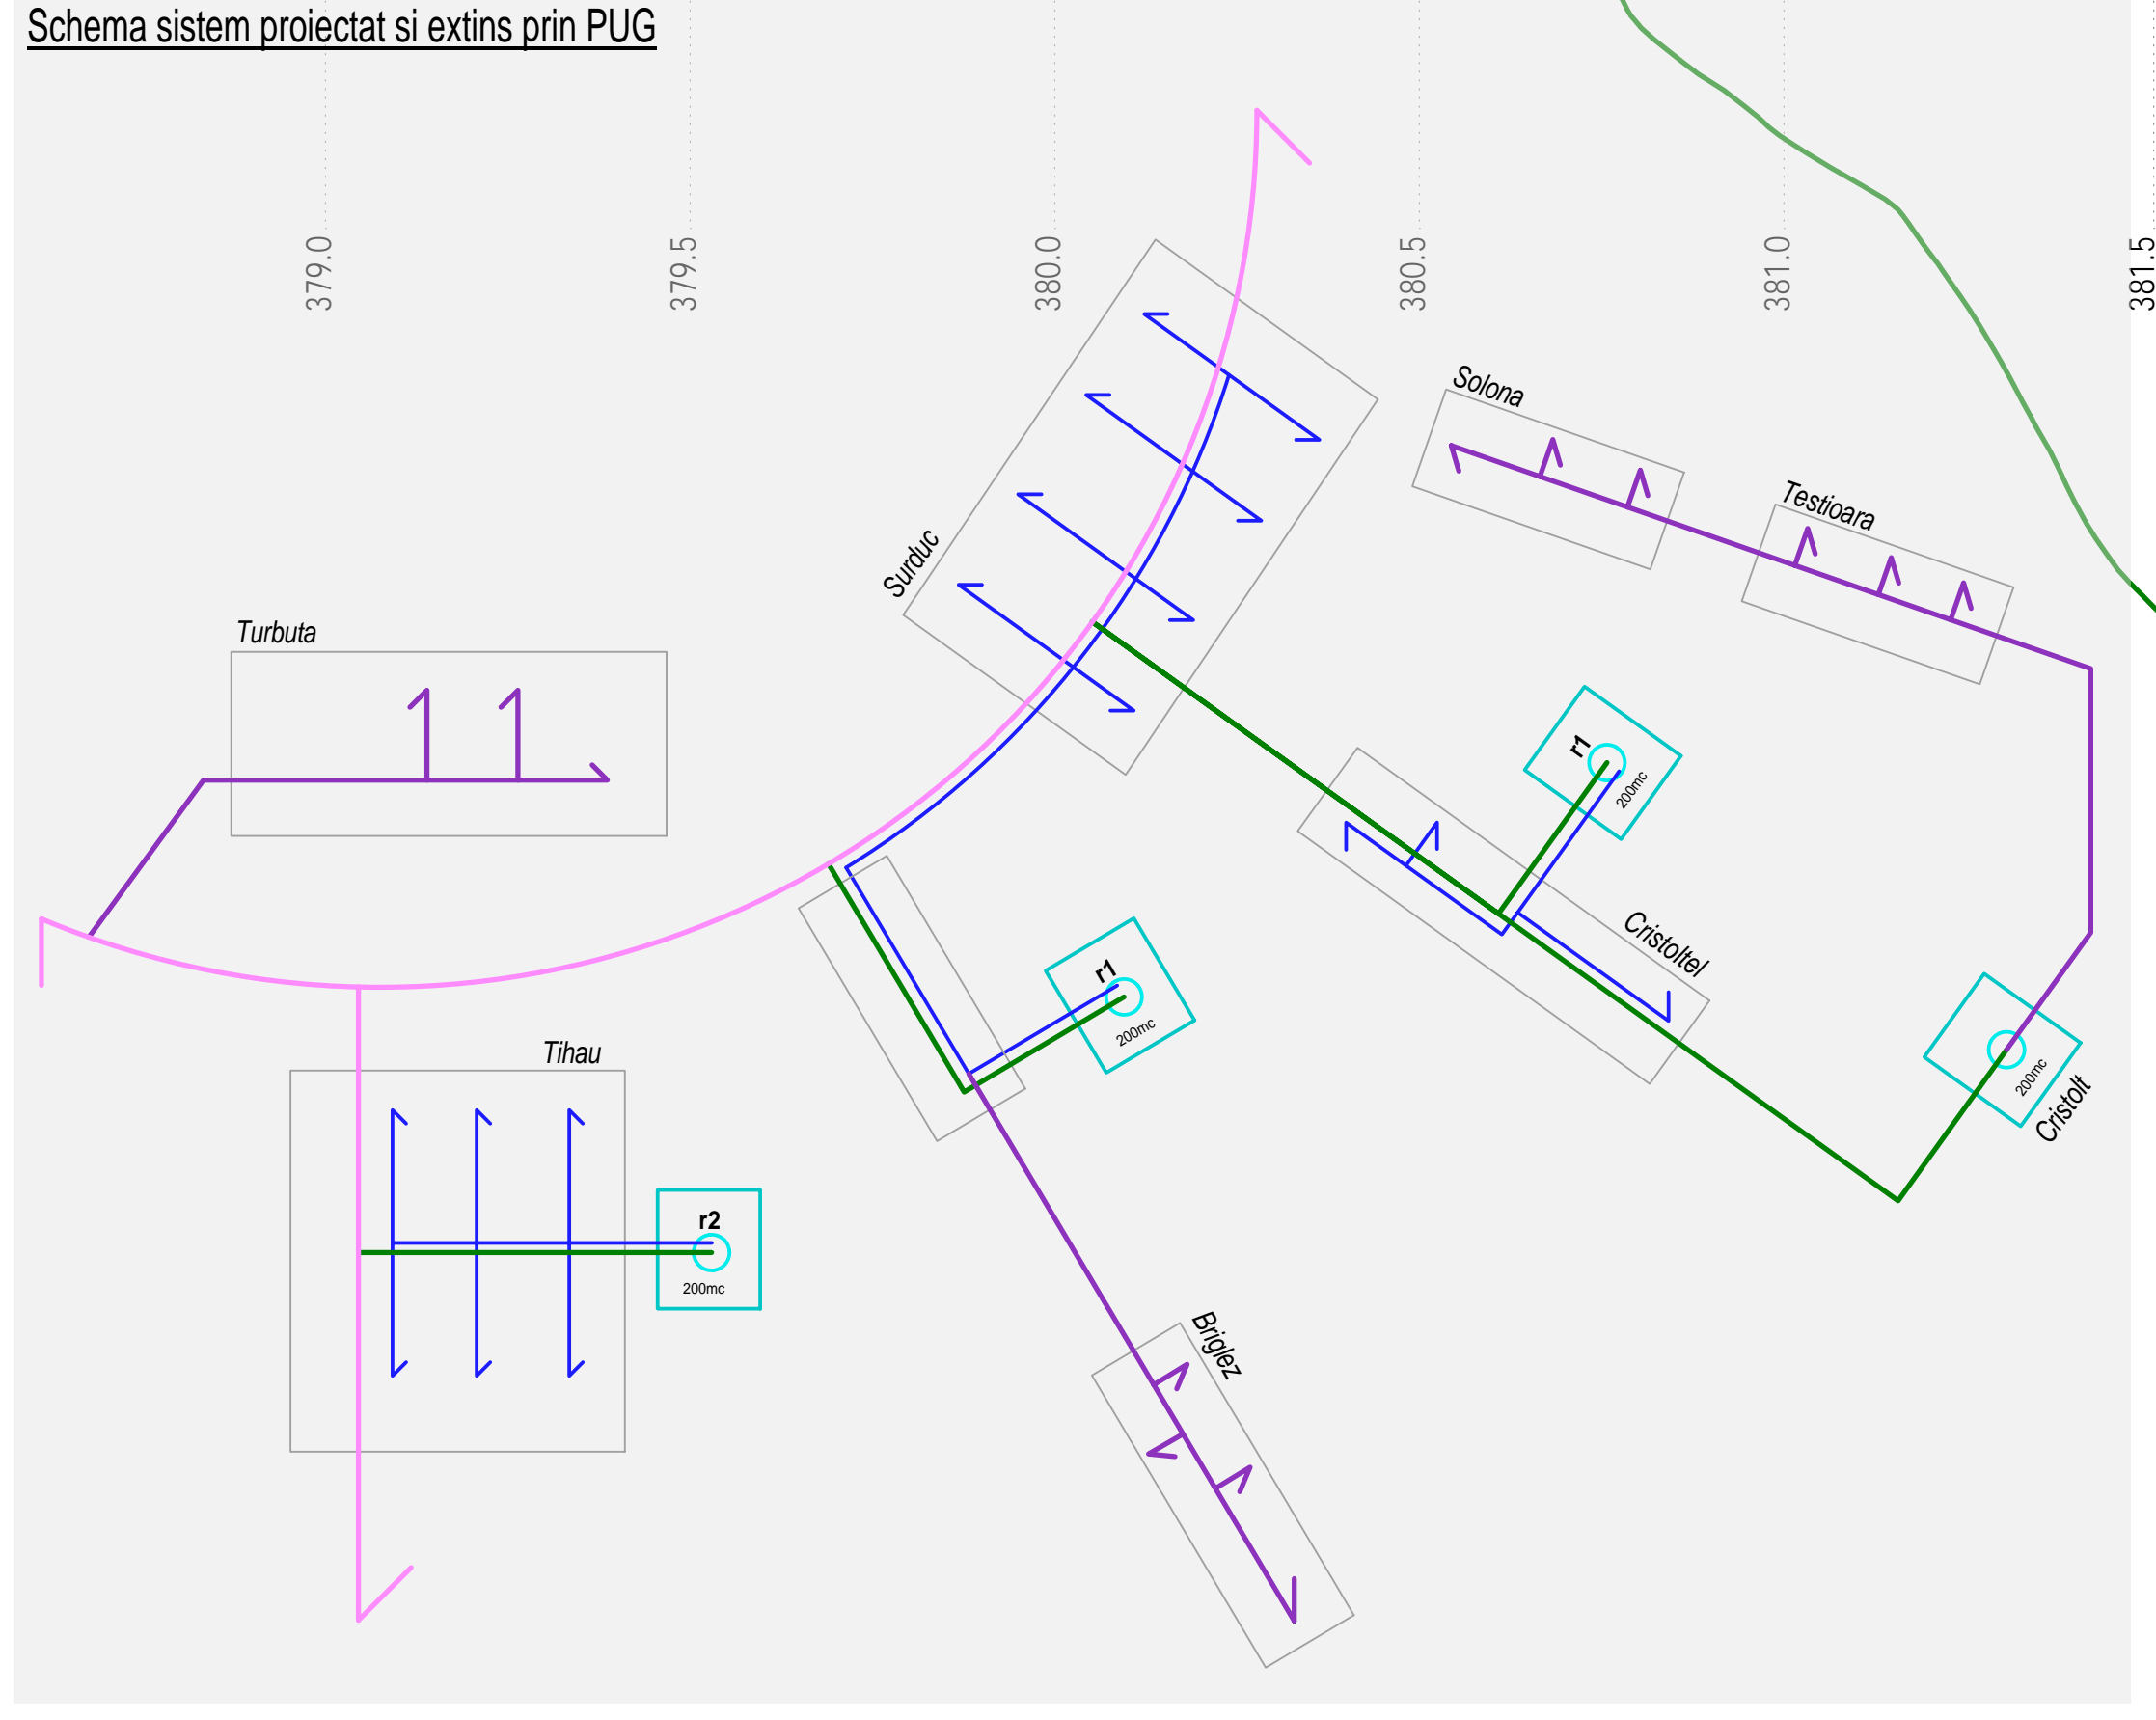 Schema sistem proiectat si extins prin PUG
379.0
379.5
380.0
380.5
381.0
381.5
Solona
Testioara
Surduc
Turbuta
r1
200mc
Cristoltel
r1
200mc
Tihau
200mc
Cristolt
r2
200mc
Briglez